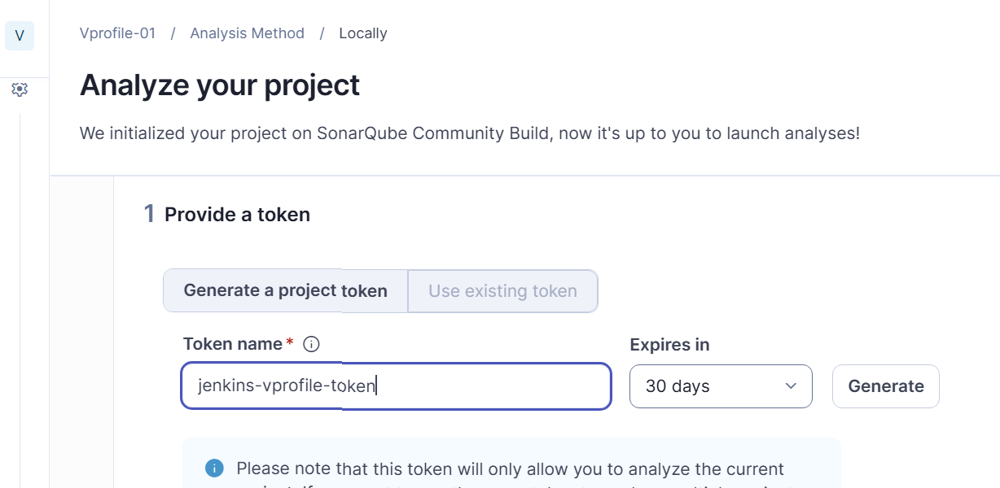 V
Vprofile-01 / Analysis Method / Locally
Analyze your project
We initialized your project on SonarQube Community Build, now it's up to you to launch analyses!
1 Provide a token
Generate a project token Use existing token
Token name* Expires in
jenkins-vprofile-token 30 days Generate
Please note that this token will only allow you to analyze the current